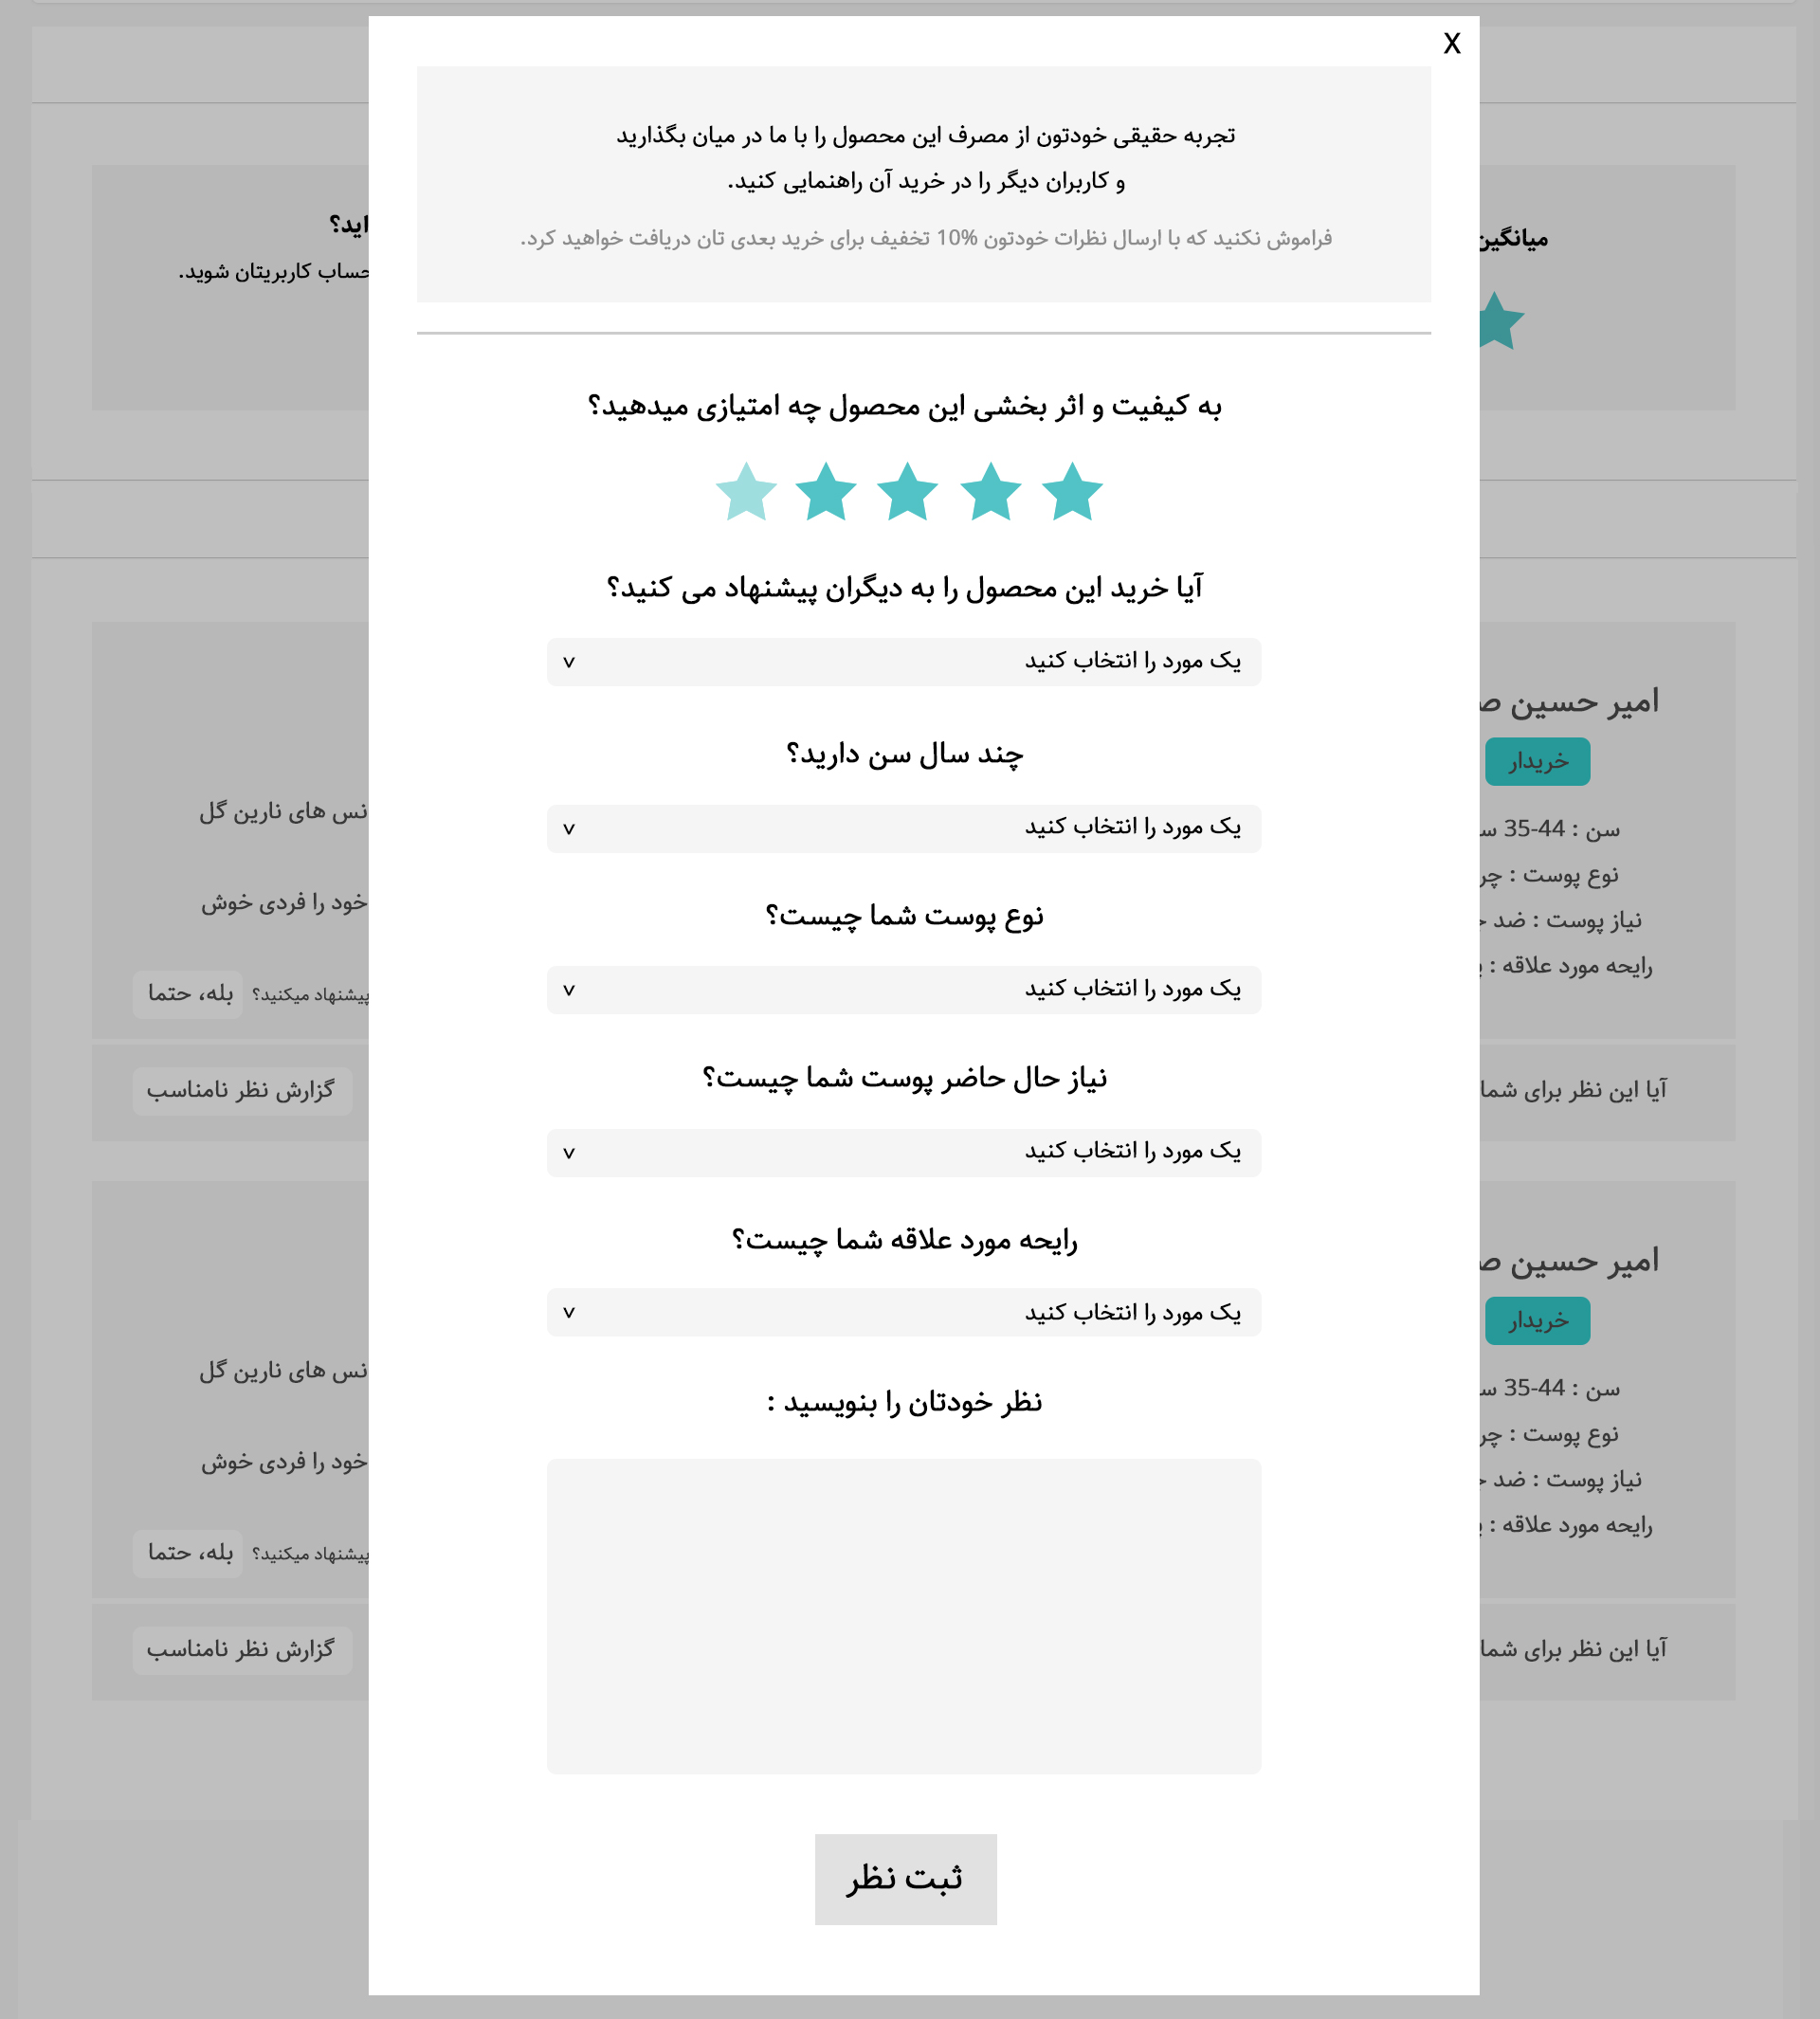 X
تجربه حقیقی خودتون از مصرف این محصول را با ما در میان بگذارید
و کاربران دیگر را در خرید آن راهنمایی کنید.
فراموش نکنید که با ارسال نظرات خودتون 10% تخفیف برای خرید بعدی تان دریافت خواهید کرد.
به کیفیت و اثر بخشی این محصول چه امتیازی میدهید؟
آیا خرید این محصول را به دیگران پیشنهاد می کنید؟
یک مورد را انتخاب کنید
چند سال سن دارید؟
یک مورد را انتخاب کنید
نوع پوست شما چیست؟
یک مورد را انتخاب کنید
نیاز حال حاضر پوست شما چیست؟
یک مورد را انتخاب کنید
رایحه مورد علاقه شما چیست؟
یک مورد را انتخاب کنید
نظر خودتان را بنویسید :
ثبت نظر
میانگین
امیر حسین
خریدار
سن : 44-35
نوع پوست :
نیاز پوست : ضد
رایحه مورد علاقه :
آیا این نظر برای شما
امیر حسین
خریدار
سن : 44-35
نوع پوست :
نیاز پوست : ضد
رایحه مورد علاقه :
آیا این نظر برای شما
حساب کاربریتان شوید.
های نارین گل
خود را فردی خوش
پیشنهاد میکنید؟ بله، حتما
گزارش نظر نامناسب
های نارین گل
خود را فردی خوش
پیشنهاد میکنید؟ بله، حتما
گزارش نظر نامناسب